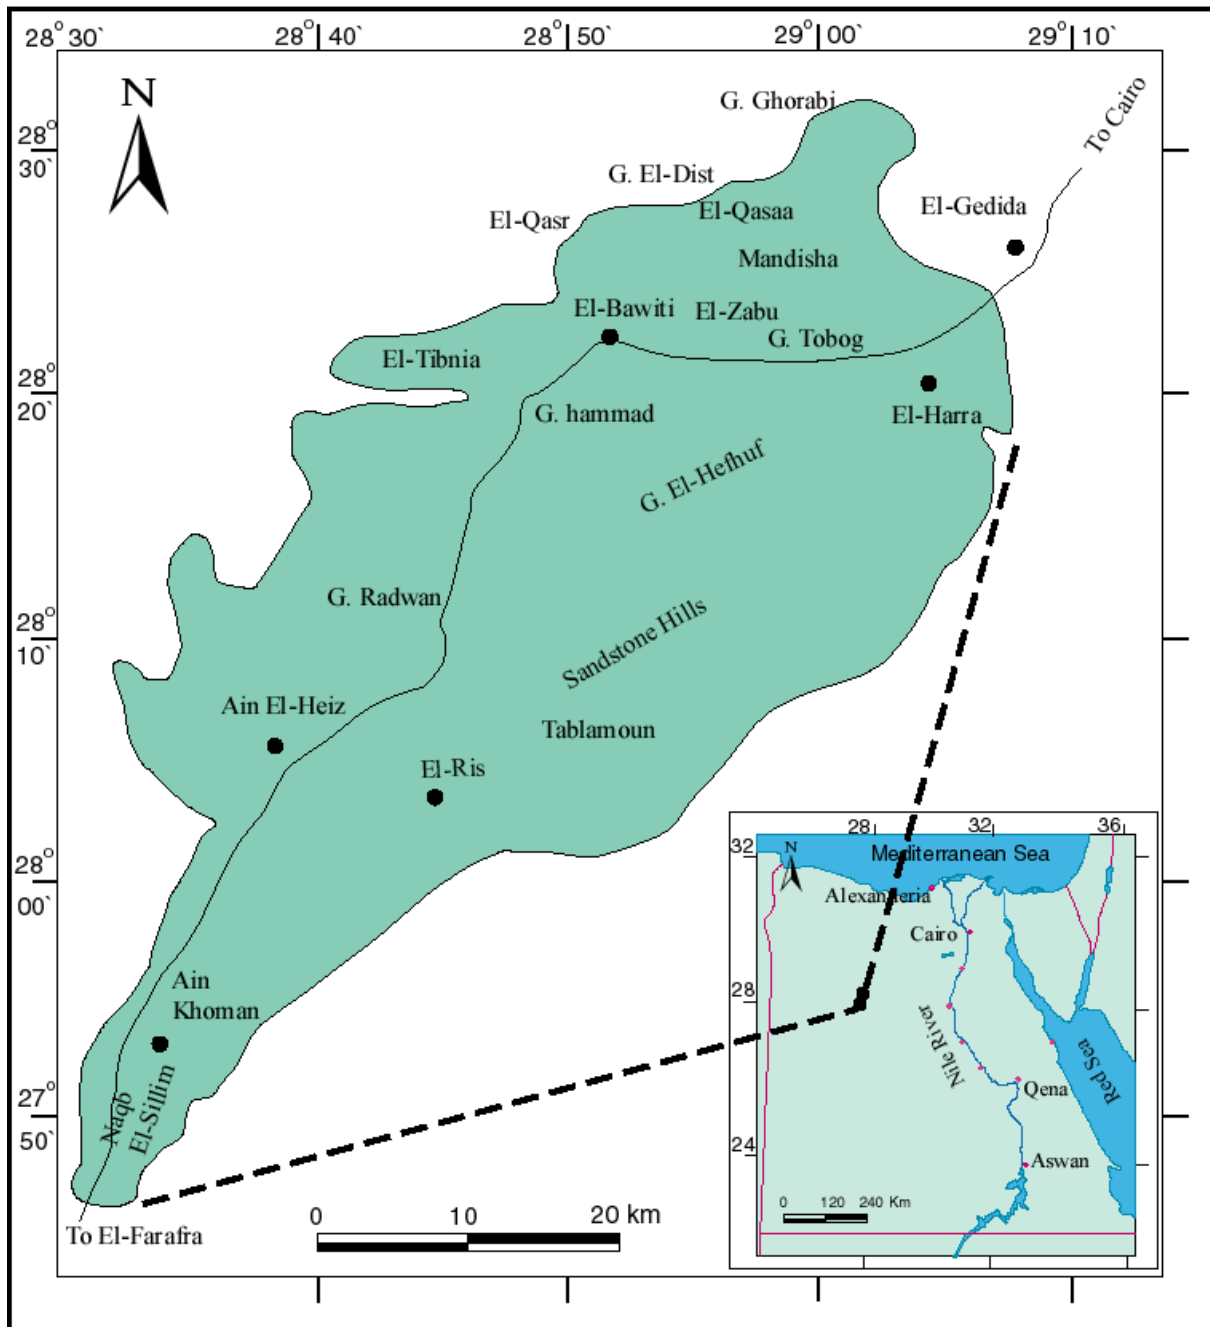 28° 30` 28° 40` 28° 50` 29° 00` 29° 10`
N
G. Ghorabi
To Cairo
28°
30`
G. El-Dist
El-Qasr
El-Qasaa
El-Gedida
Mandisha
El-Bawiti
El-Zabu
G. Tobog
El-Tibnia
28°
20`
G. hammad
El-Harra
G. El-Hefhuf
G. Radwan
28°
10`
Sandstone Hills
Ain El-Heiz
Tablamoun
El-Ris
28°
00`
Ain
Khoman
27°
50`
Naqb
El-Sillim
To El-Farafra
0 10 20 km
28 32 36
32
N
Mediterranean Sea
Alexanderia
Cairo
28
Nile River
Red Sea
Qena
24
Aswan
0 120 240 Km